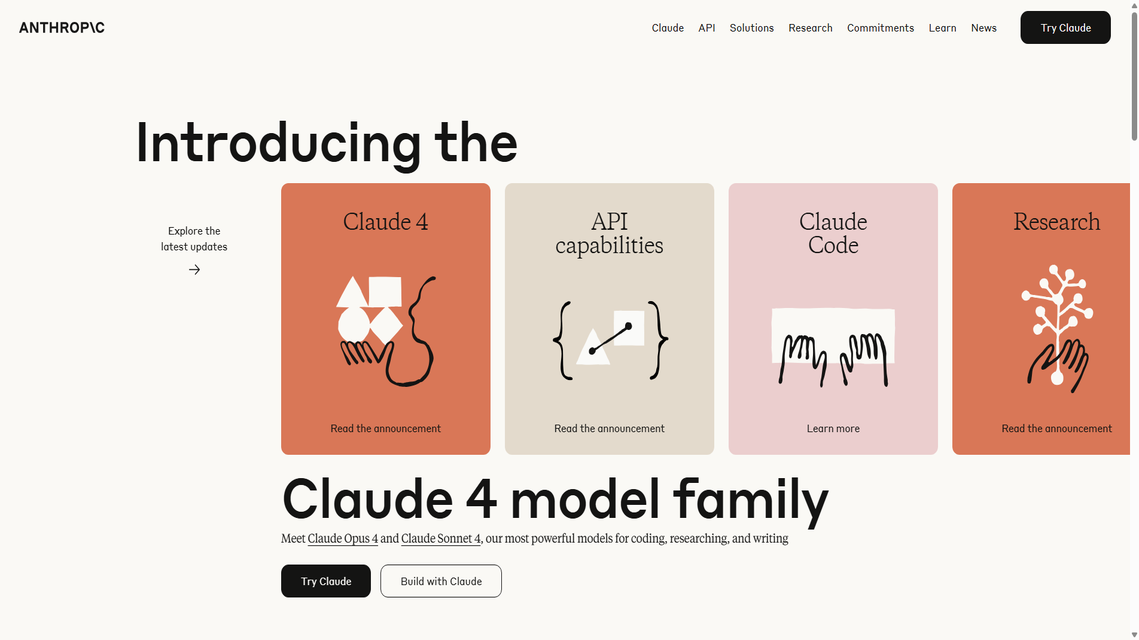 ANTHROP\C
Claude API Solutions Research Commitments Learn News Try Claude
Introducing the
Explore the
latest updates
→
Claude 4
Read the announcement
API
capabilities
{ }
Read the announcement
Claude
Code
Learn more
Research
Read the announcement
Claude 4 model family
Meet Claude Opus 4 and Claude Sonnet 4, our most powerful models for coding, researching, and writing
Try Claude Build with Claude